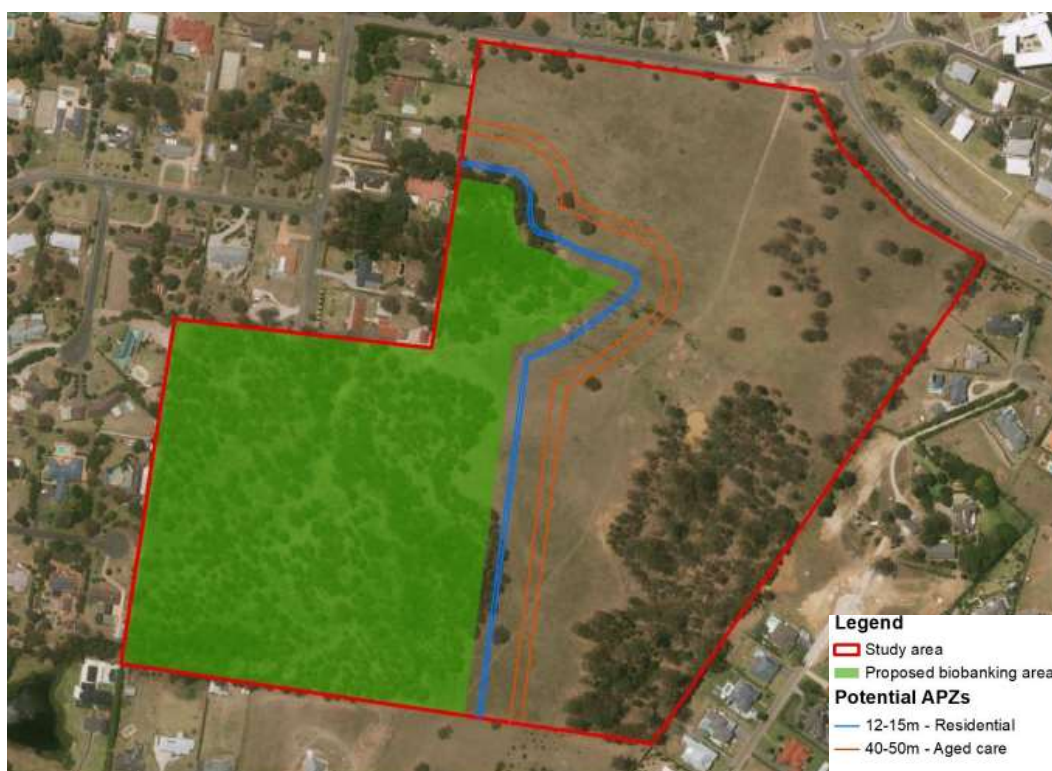 Legend
Study area
Proposed biobanking area
Potential APZs
12-15m - Residential
40-50m - Aged care